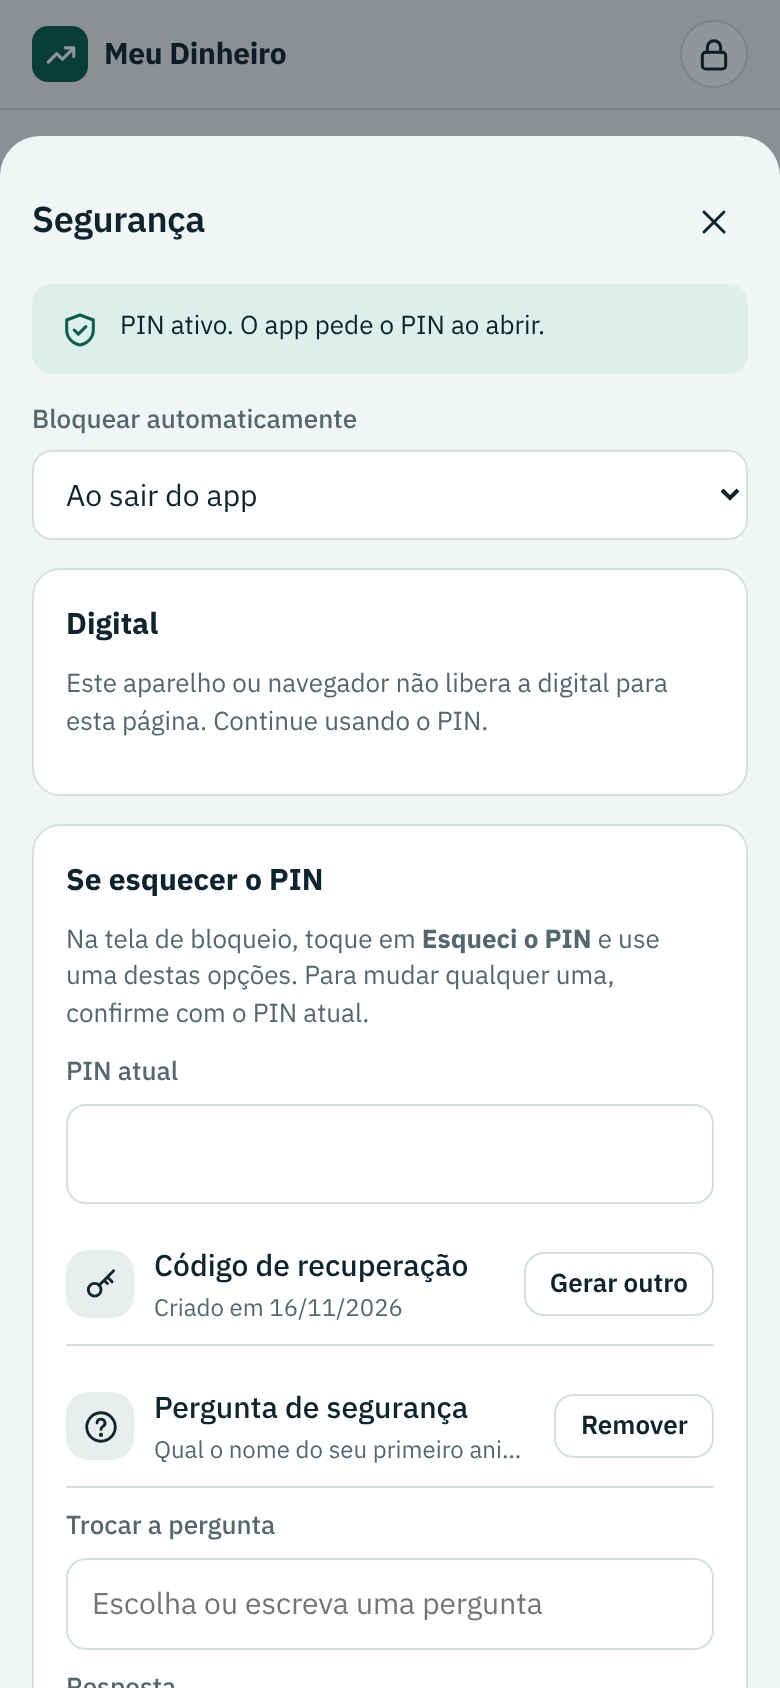 Meu Dinheiro
Segurança
PIN ativo. O app pede o PIN ao abrir.
Bloquear automaticamente
Ao sair do app
Digital
Este aparelho ou navegador não libera a digital para
esta página. Continue usando o PIN.
Se esquecer o PIN
Na tela de bloqueio, toque em Esqueci o PIN e use
uma destas opções. Para mudar qualquer uma,
confirme com o PIN atual.
PIN atual
Código de recuperação
Criado em 16/11/2026
Gerar outro
Pergunta de segurança
Qual o nome do seu primeiro ani...
Remover
Trocar a pergunta
Escolha ou escreva uma pergunta
Resposta